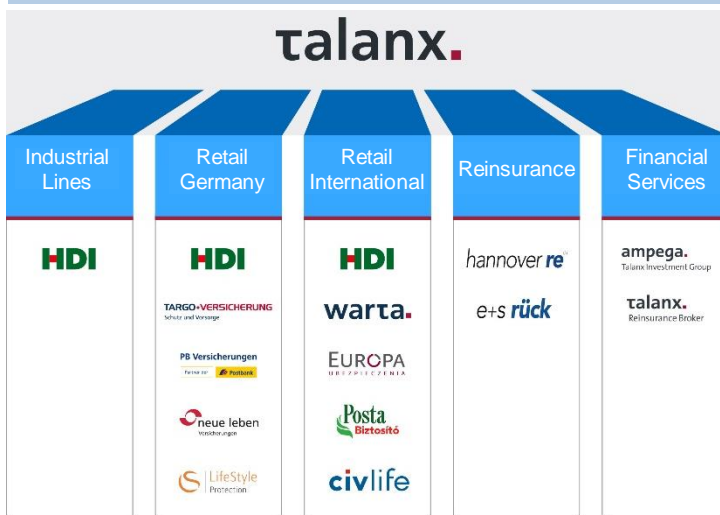 talanx.
Industrial
Lines
Retail
Germany
Retail
International
Reinsurance
Financial
Services
HDI
TARGO VERSICHERUNG
Schutz und Vorsorge
PB Versicherungen
Partner der Postbank
neue leben
Versicherungen
LifeStyle
Protection
HDI
HDI
warta.
EUROPA
UBEZPIECZENIA
Posta
Biztosító
civlife
hannover re
e+s rück
ampega.
Talanx Investment Group
talanx.
Reinsurance Broker